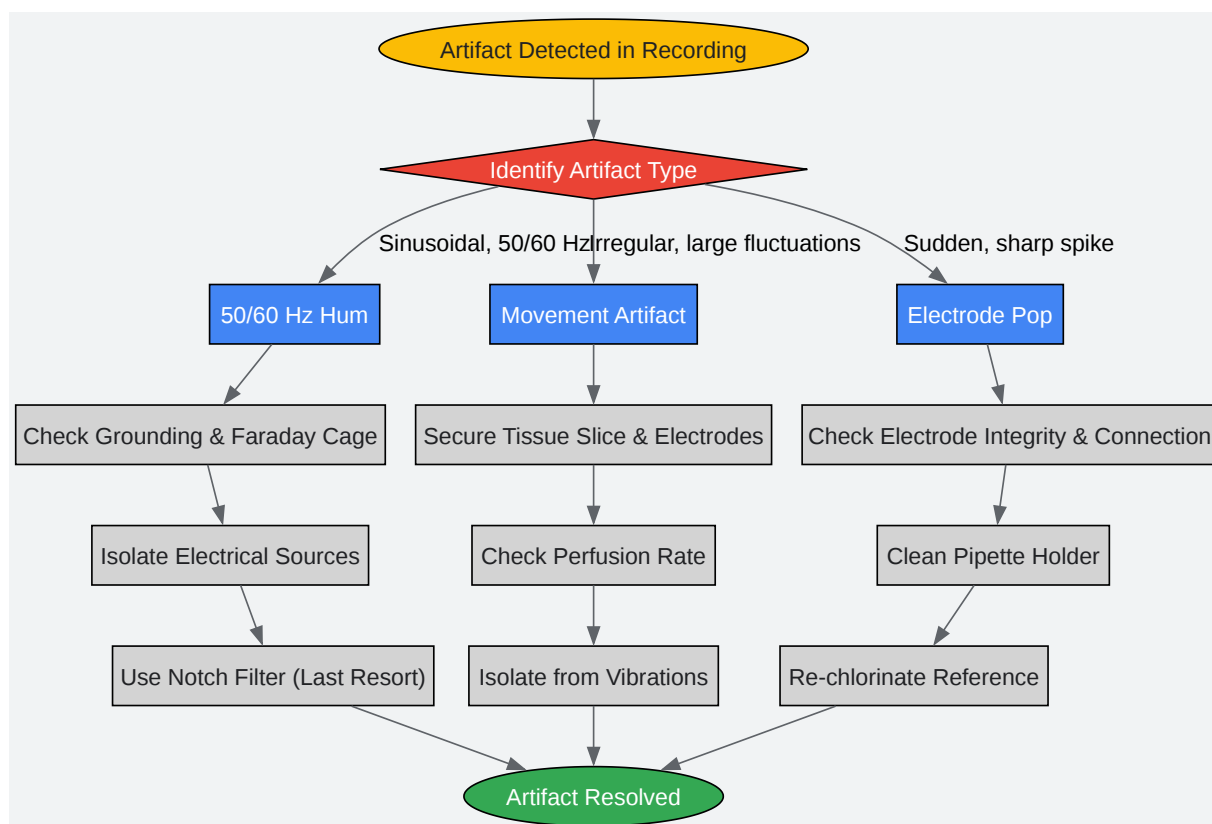 Artifact Detected in Recording
Identify Artifact Type
Sinusoidal, 50/60 Hz
Irregular, large fluctuations
Sudden, sharp spike
50/60 Hz Hum
Movement Artifact
Electrode Pop
Check Grounding & Faraday Cage
Secure Tissue Slice & Electrodes
Check Electrode Integrity & Connection
Isolate Electrical Sources
Check Perfusion Rate
Clean Pipette Holder
Use Notch Filter (Last Resort)
Isolate from Vibrations
Re-chlorinate Reference
Artifact Resolved